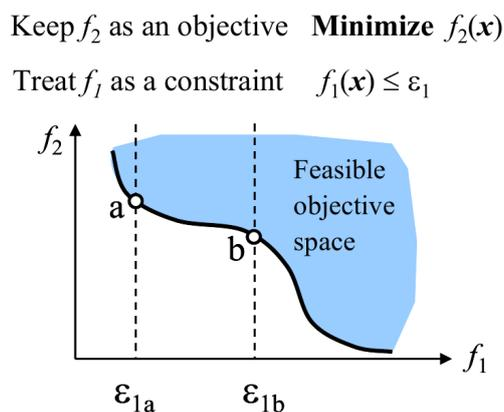 Keep f₂ as an objective Minimize f₂(x)
Treat f₁ as a constraint f₁(x) ≤ ε₁
f₂
Feasible
objective
space
a
b
f₁
ε₁ₐ ε₁b